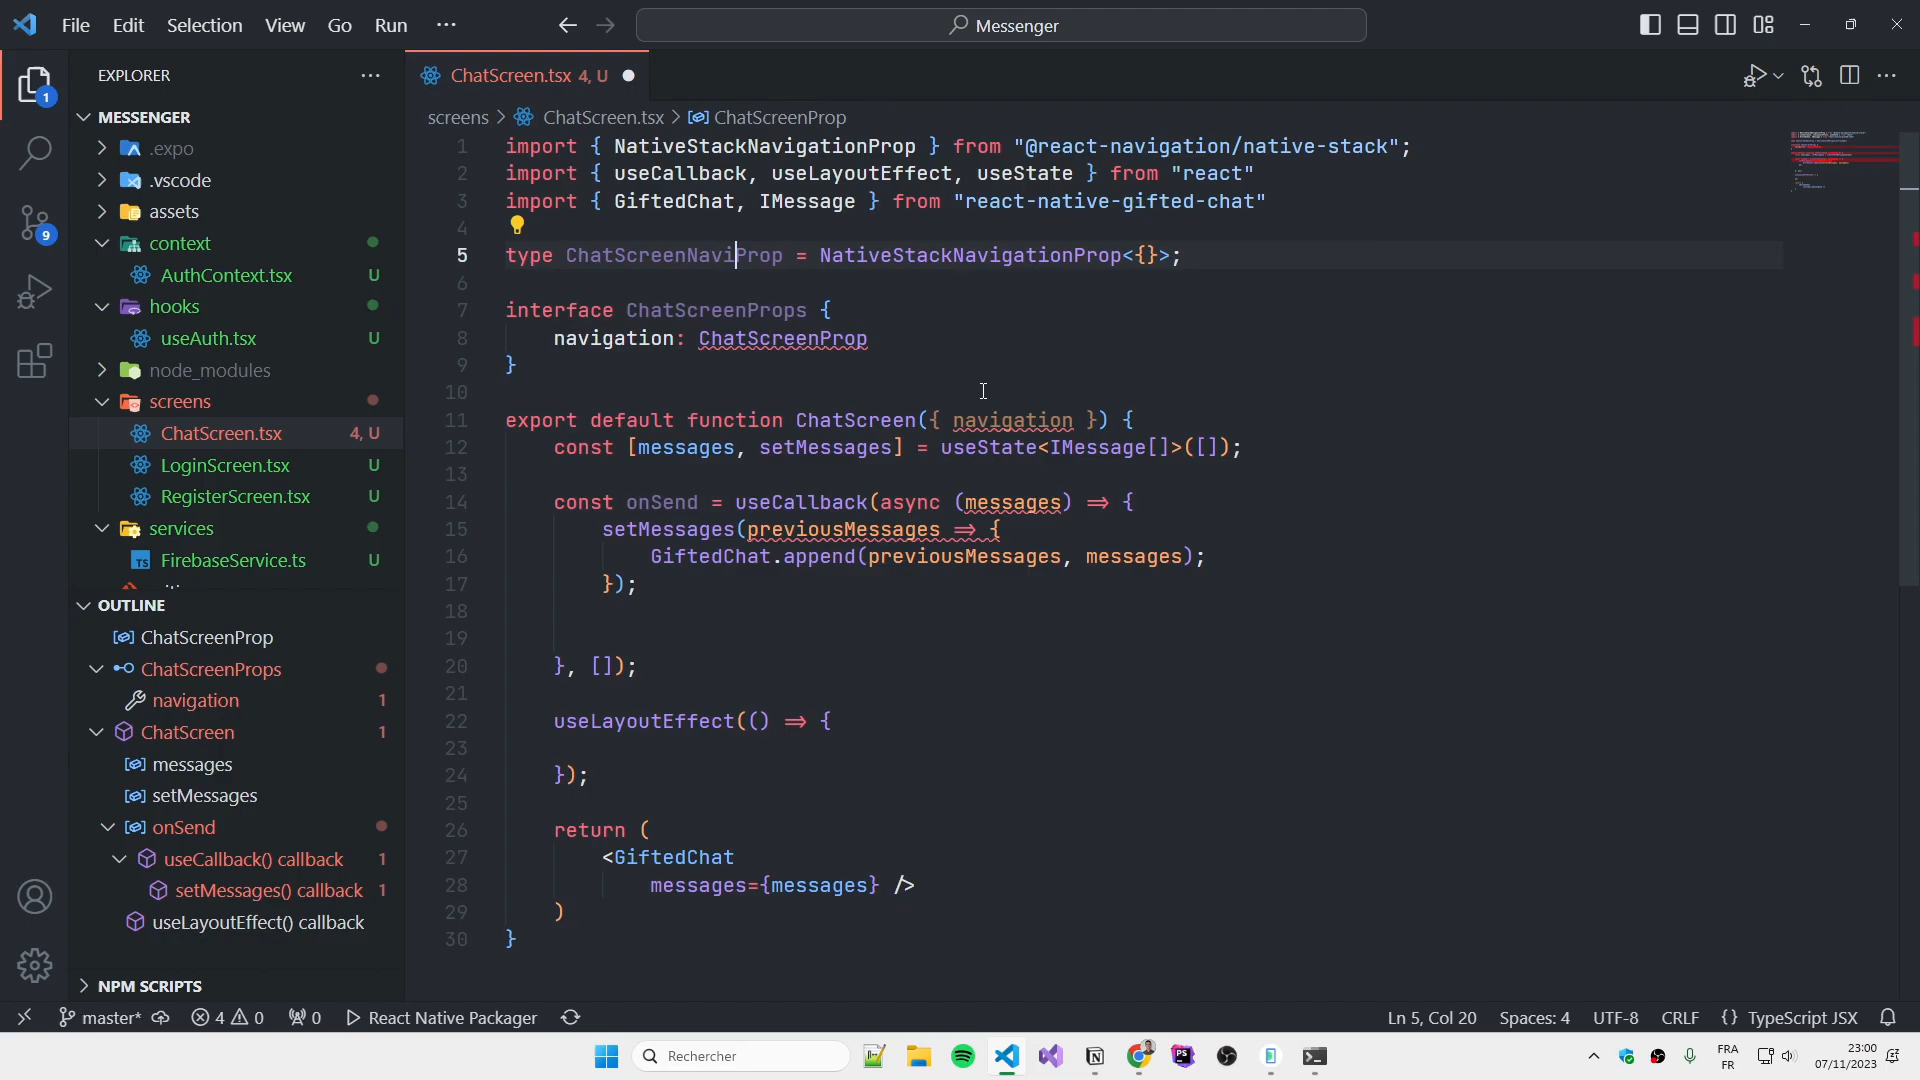 File Edit Selection View Go Run ···
Messenger
EXPLORER
1
ChatScreen.tsx 4, U
MESSENGER
.expo
.vscode
assets
context
AuthContext.tsx U
hooks
useAuth.tsx U
node_modules
screens
ChatScreen.tsx 4, U
LoginScreen.tsx U
RegisterScreen.tsx U
services
TS FirebaseService.ts U
9
OUTLINE
ChatScreenProp
ChatScreenProps
navigation 1
ChatScreen 1
messages
setMessages
onSend
useCallback() callback 1
setMessages() callback 1
useLayoutEffect() callback
NPM SCRIPTS
screens > ChatScreen.tsx > ChatScreenProp
1 import { NativeStackNavigationProp } from "@react-navigation/native-stack";
2 import { useCallback, useLayoutEffect, useState } from "react"
3 import { GiftedChat, IMessage } from "react-native-gifted-chat"
4
5 type ChatScreenNaviProp = NativeStackNavigationProp<{}>;
6
7 interface ChatScreenProps {
8 navigation: ChatScreenProp
9 }
10
11 export default function ChatScreen({ navigation }) {
12 const [messages, setMessages] = useState<IMessage[]>([]);
13
14 const onSend = useCallback(async (messages) => {
15 setMessages(previousMessages => {
16 GiftedChat.append(previousMessages, messages);
17 });
18
19
20 }, []);
21
22 useLayoutEffect(() => {
23
24 });
25
26 return (
27 <GiftedChat
28 messages={messages} />
29 )
30 }
master* 4 0 0 React Native Packager
Ln 5, Col 20 Spaces: 4 UTF-8 CRLF {} TypeScript JSX
Rechercher
PS
FRA
FR
23:00
07/11/2023